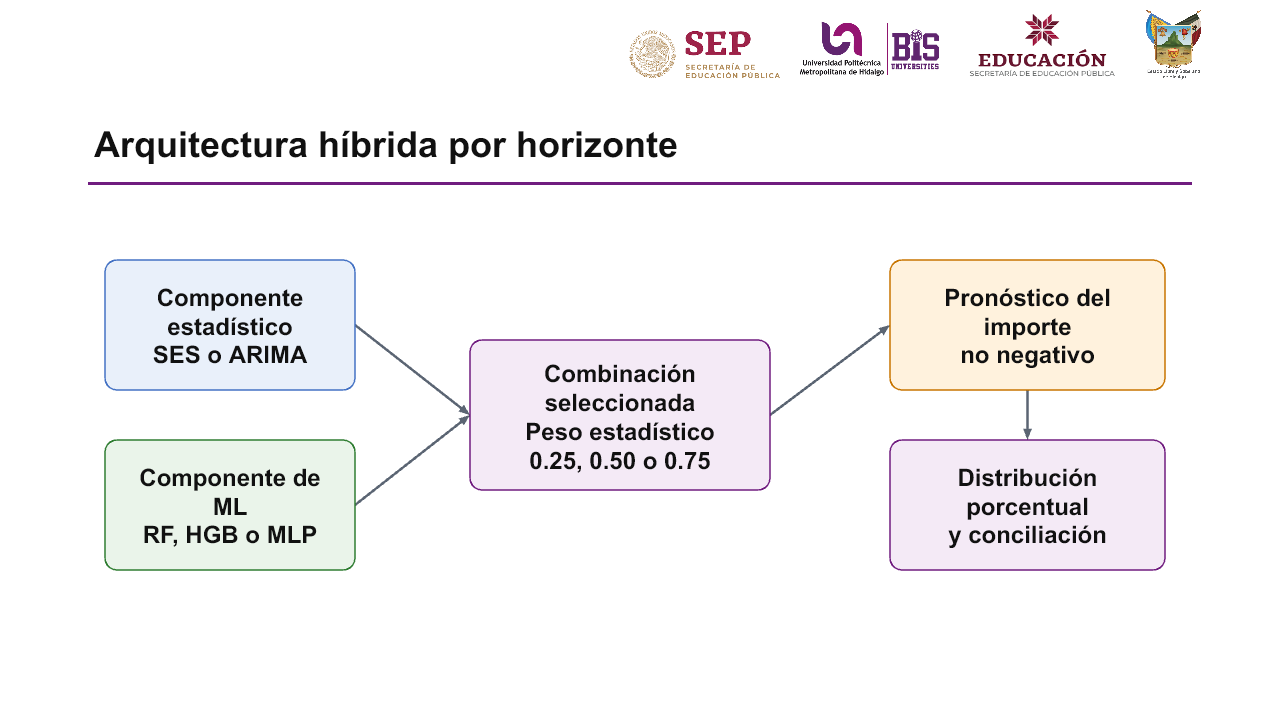 SEP
SECRETARÍA DE
EDUCACIÓN PÚBLICA
Universidad Politécnica
Metropolitana de Hidalgo
BIS
UNIVERSITIES
EDUCACIÓN
SECRETARÍA DE EDUCACIÓN PÚBLICA
Arquitectura híbrida por horizonte
Componente
estadístico
SES o ARIMA
Componente de
ML
RF, HGB o MLP
Combinación
seleccionada
Peso estadístico
0.25, 0.50 o 0.75
Pronóstico del
importe
no negativo
Distribución
porcentual
y conciliación